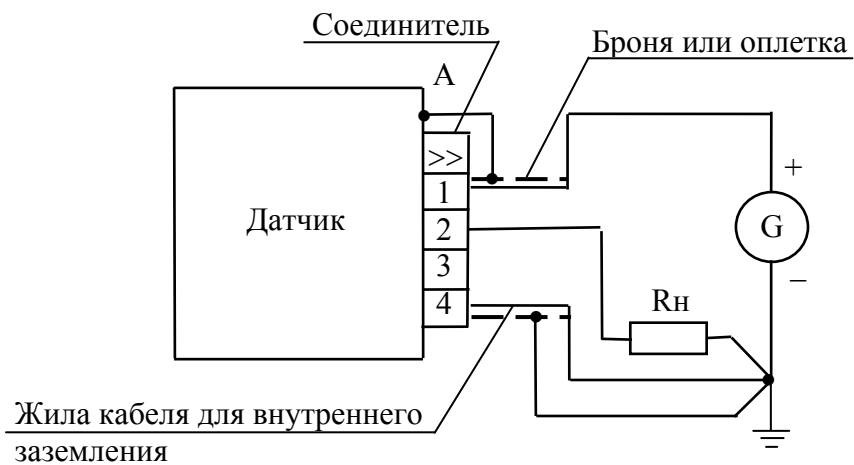 Соединитель
Броня или оплетка
А
>>
1
+
Датчик
2
G
3
–
4
Rн
Жила кабеля для внутреннего
заземления